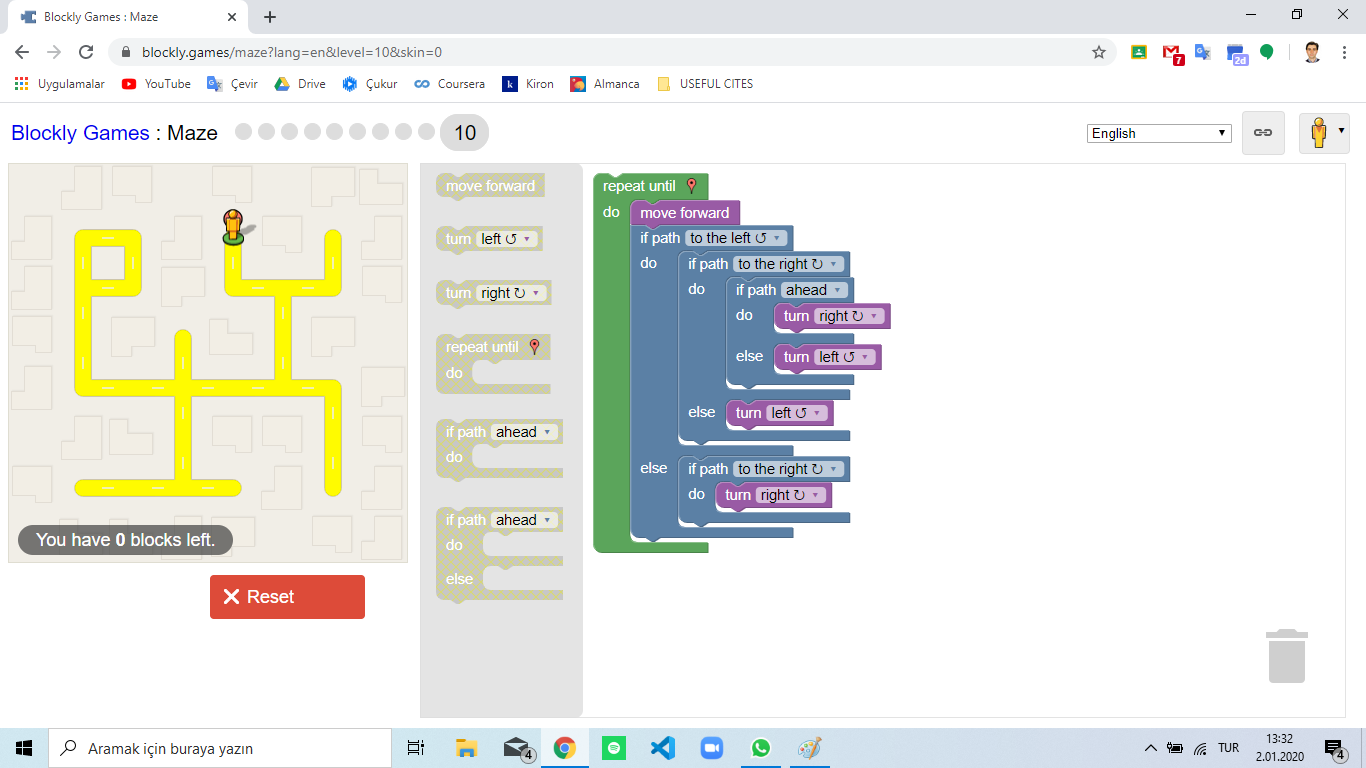 Blockly Games : Maze
blockly.games/maze?lang=en&level=10&skin=0
7
2d
Uygulamalar
YouTube
Çevir
Drive
Çukur
Coursera
k
Kiron
Almanca
USEFUL CITES
Blockly Games : Maze
10
English
move forward
turn left ↺
turn right ↻
repeat until
do
if path ahead
do
if path ahead
do
else
repeat until
do
move forward
if path to the left ↺
do
if path to the right ↻
do
if path ahead
do
turn right ↻
else
turn left ↺
else
turn left ↺
else
if path to the right ↻
do
turn right ↻
You have 0 blocks left.
Reset
Aramak için buraya yazın
4
TUR
13:32
2.01.2020
4